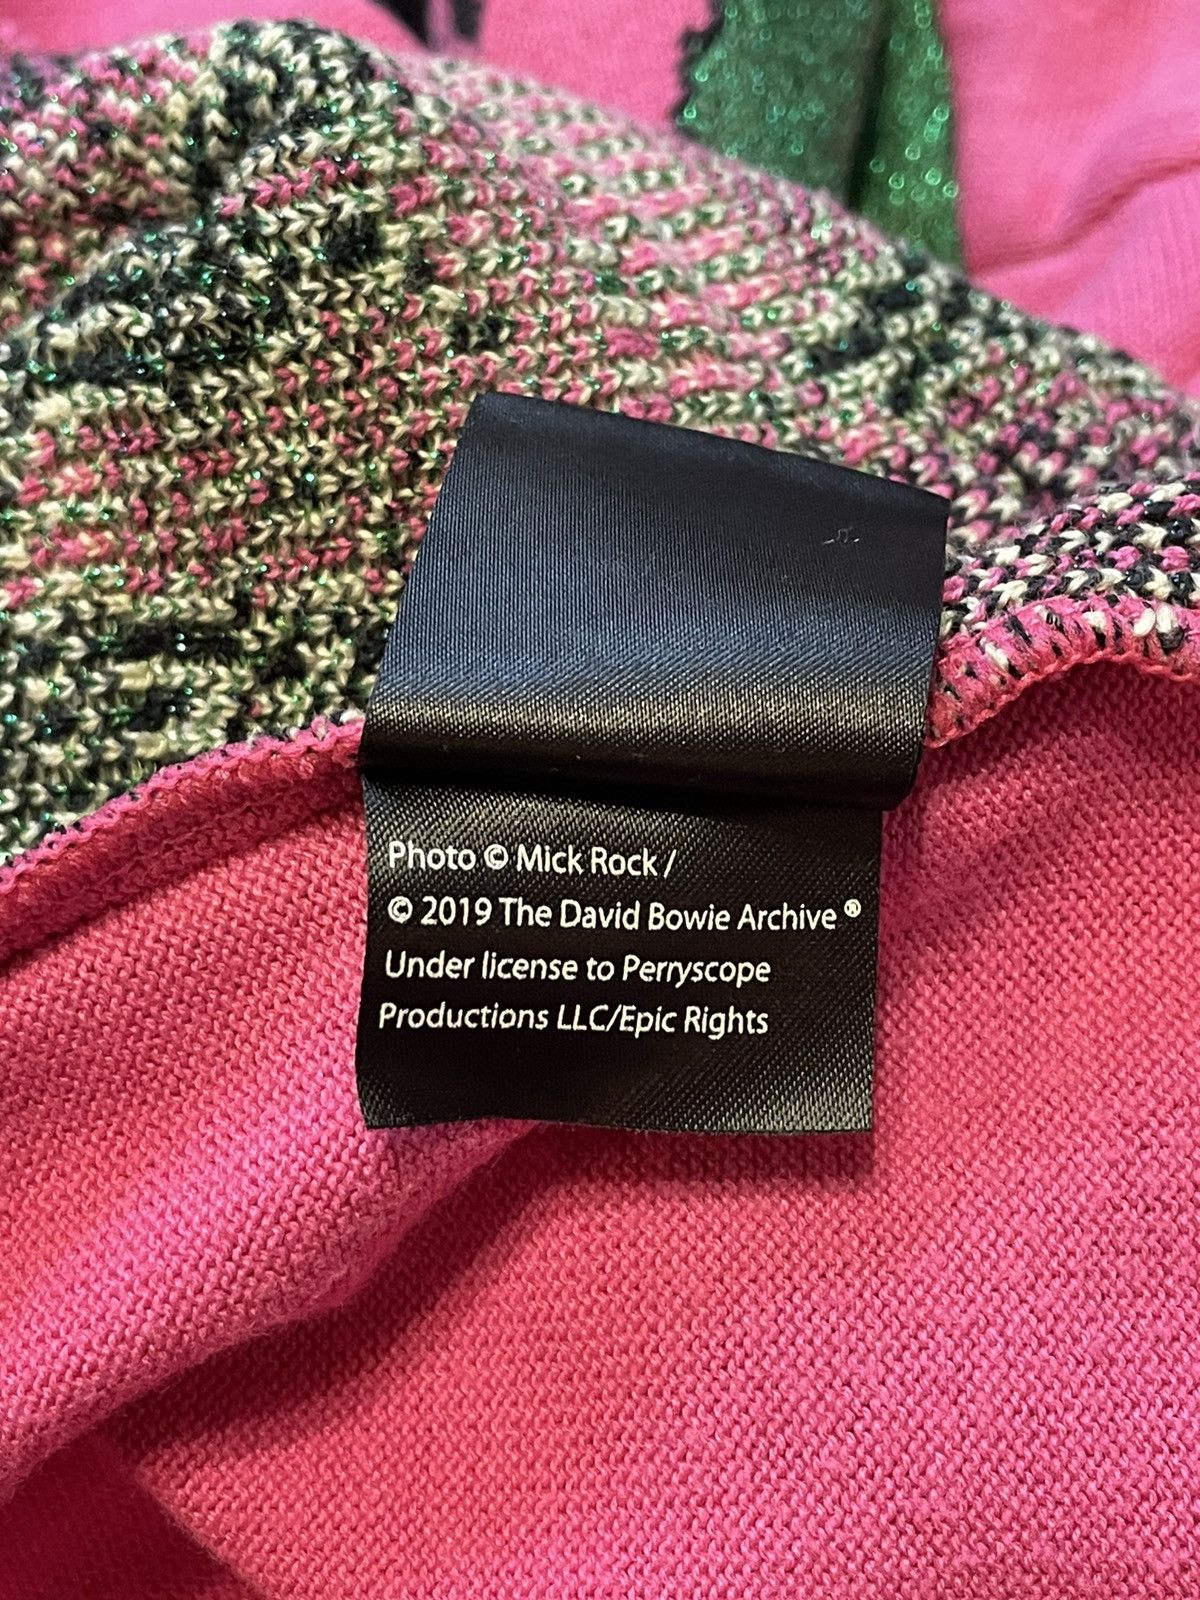 Photo © Mick Rock /
© 2019 The David Bowie Archive ®
Under license to Perryscope
Productions LLC/Epic Rights